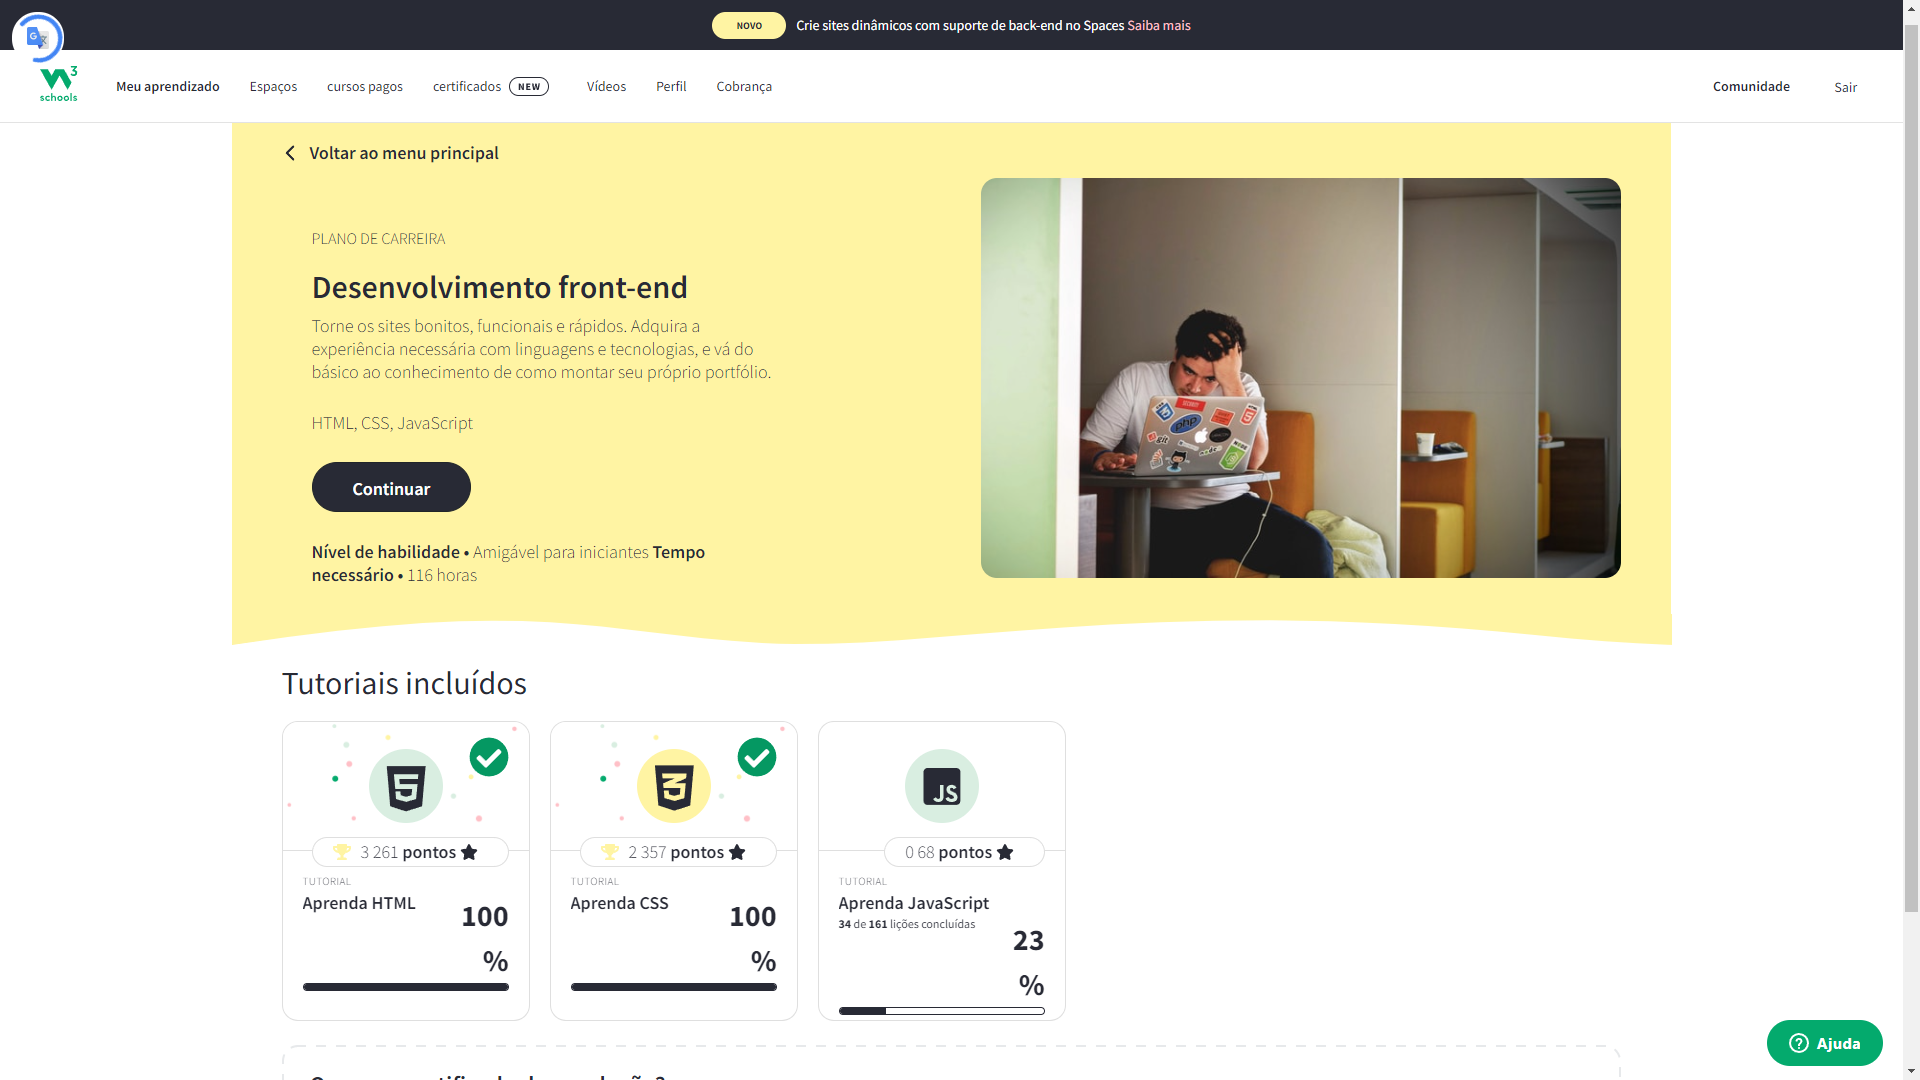 NOVO Crie sites dinâmicos com suporte de back-end no Spaces Saiba mais
W3 schools
Meu aprendizado Espaços cursos pagos certificados NEW Vídeos Perfil Cobrança Comunidade Sair
Voltar ao menu principal
PLANO DE CARREIRA
Desenvolvimento front-end
Torne os sites bonitos, funcionais e rápidos. Adquira a
experiência necessária com linguagens e tecnologias, e vá do
básico ao conhecimento de como montar seu próprio portfólio.
HTML, CSS, JavaScript
Continuar
Nível de habilidade • Amigável para iniciantes Tempo
necessário • 116 horas
php
git
Tutoriais incluídos
5
3 261 pontos
TUTORIAL
Aprenda HTML
100
%
3
2 357 pontos
TUTORIAL
Aprenda CSS
100
%
JS
0 68 pontos
TUTORIAL
Aprenda JavaScript
34 de 161 lições concluídas
23
%
Ajuda